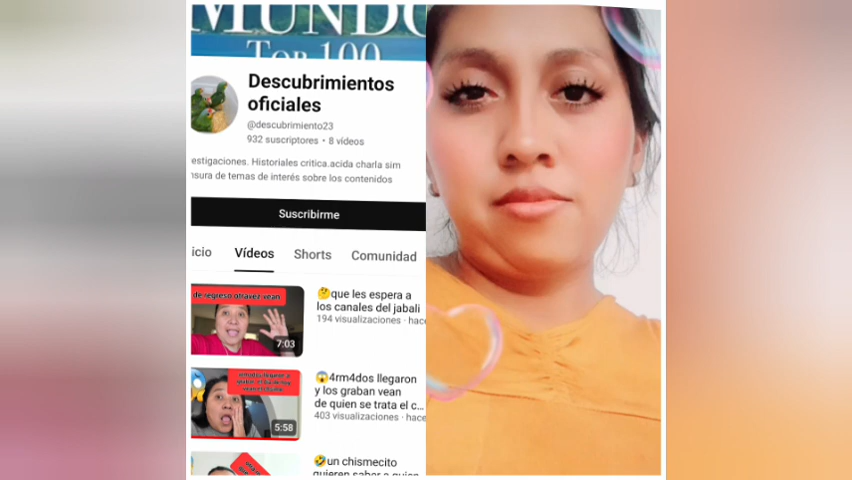 MUNDO
TOP 100
Descubrimientos
oficiales
@descubrimiento23
932 suscriptores • 8 vídeos
estigaciones. Historiales critica.acida charla sim
nsura de temas de interés sobre los contenidos
Suscribirme
icio Vídeos Shorts Comunidad
de regreso otravez vean
7:03
🤔que les espera a
los canales del jabali
194 visualizaciones · hace
5:58
😱4rm4dos llegaron
y los graban vean
de quien se trata el c...
403 visualizaciones · hace
🤣un chismecito
quieren saber a quien